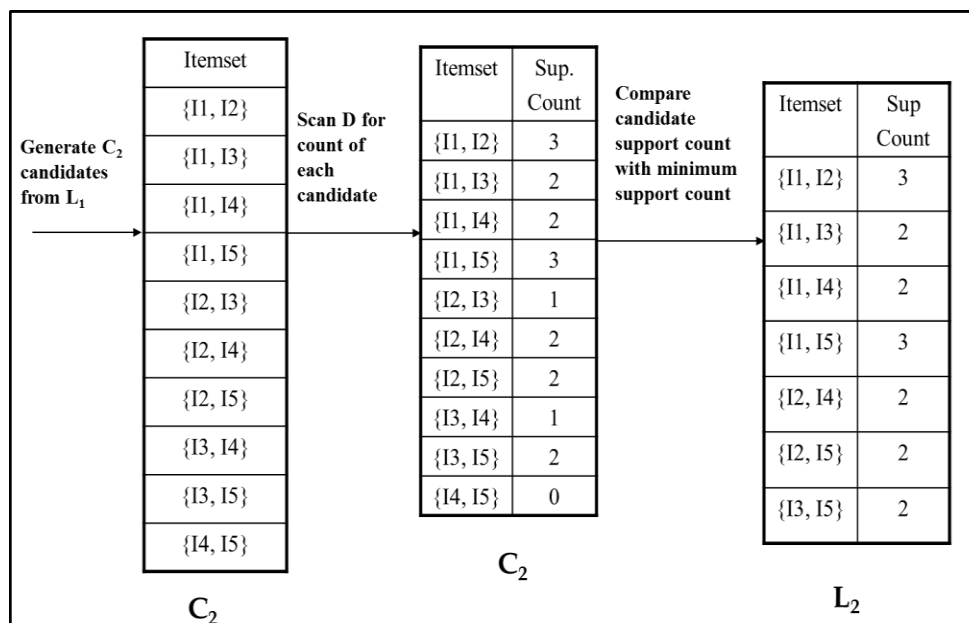 Generate C₂
candidates
from L₁
Itemset
{I1, I2}
{I1, I3}
{I1, I4}
{I1, I5}
{I2, I3}
{I2, I4}
{I2, I5}
{I3, I4}
{I3, I5}
{I4, I5}
C₂
Scan D for
count of
each
candidate
Itemset Sup.
Count
{I1, I2} 3
{I1, I3} 2
{I1, I4} 2
{I1, I5} 3
{I2, I3} 1
{I2, I4} 2
{I2, I5} 2
{I3, I4} 1
{I3, I5} 2
{I4, I5} 0
C₂
Compare
candidate
support count
with minimum
support count
Itemset Sup
Count
{I1, I2} 3
{I1, I3} 2
{I1, I4} 2
{I1, I5} 3
{I2, I4} 2
{I2, I5} 2
{I3, I5} 2
L₂